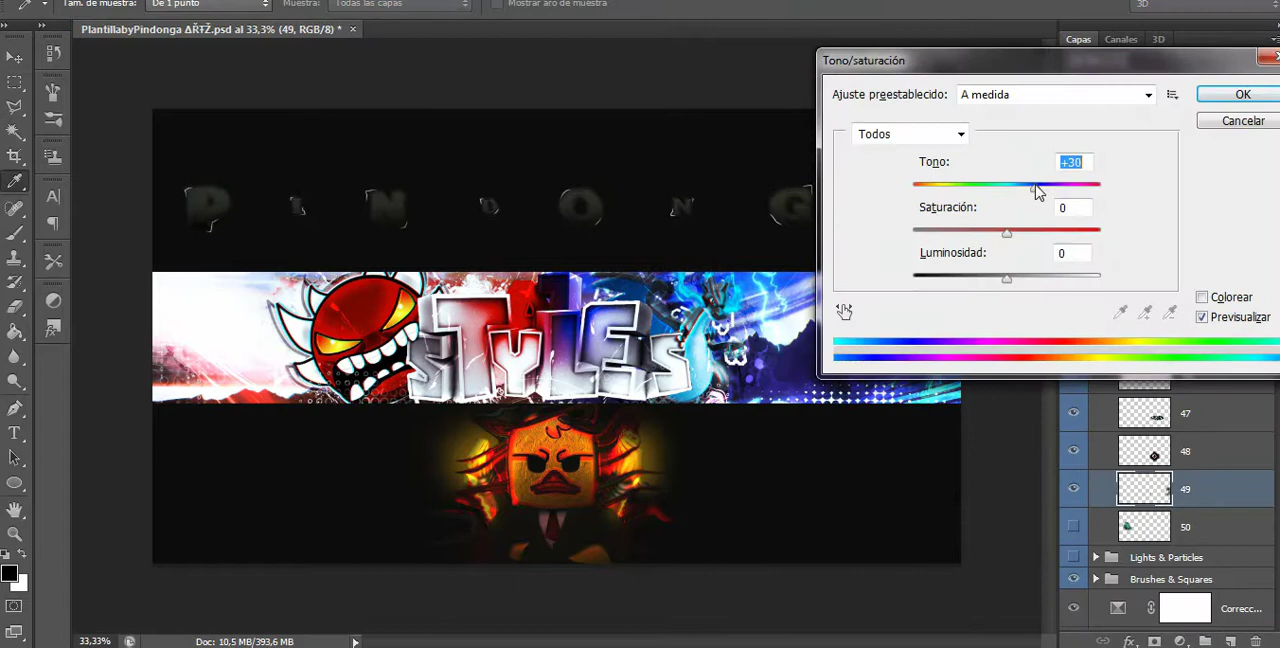 Tam. de muestra: De 1 punto Muestra: Todas las capas Mostrar aro de muestra
3D
PlantillabyPindonga ΔŘŦŽ.psd al 33,3% (49, RGB/8) * ×
Capas Canales 3D
Tono/saturación
Ajuste preestablecido: A medida
OK
Cancelar
Todos
Tono: +30
Saturación: 0
Luminosidad: 0
Colorear
Previsualizar
P I N D O N G
STYLES
47
48
49
50
Lights & Particles
Brushes & Squares
Correcc...
33,33% Doc: 10,5 MB/393,6 MB